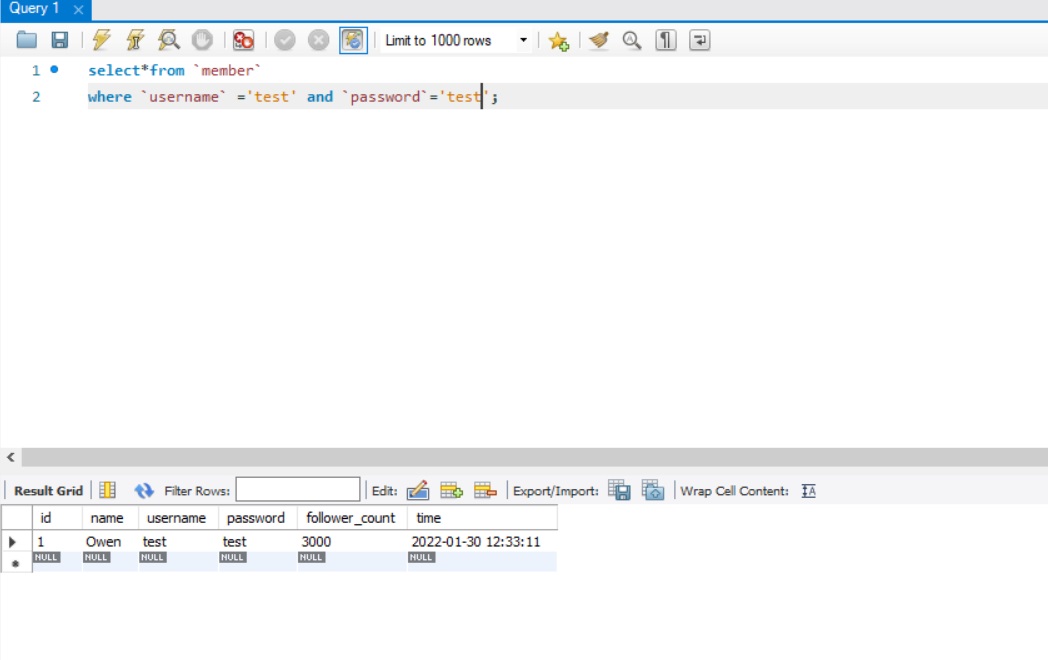 Query 1
Limit to 1000 rows
1 select*from `member`
2 where `username` ='test' and `password`='test';
Result Grid Filter Rows: Edit: Export/Import: Wrap Cell Content: IA
id name username password follower_count time
1 Owen test test 3000 2022-01-30 12:33:11
NULL NULL NULL NULL NULL NULL